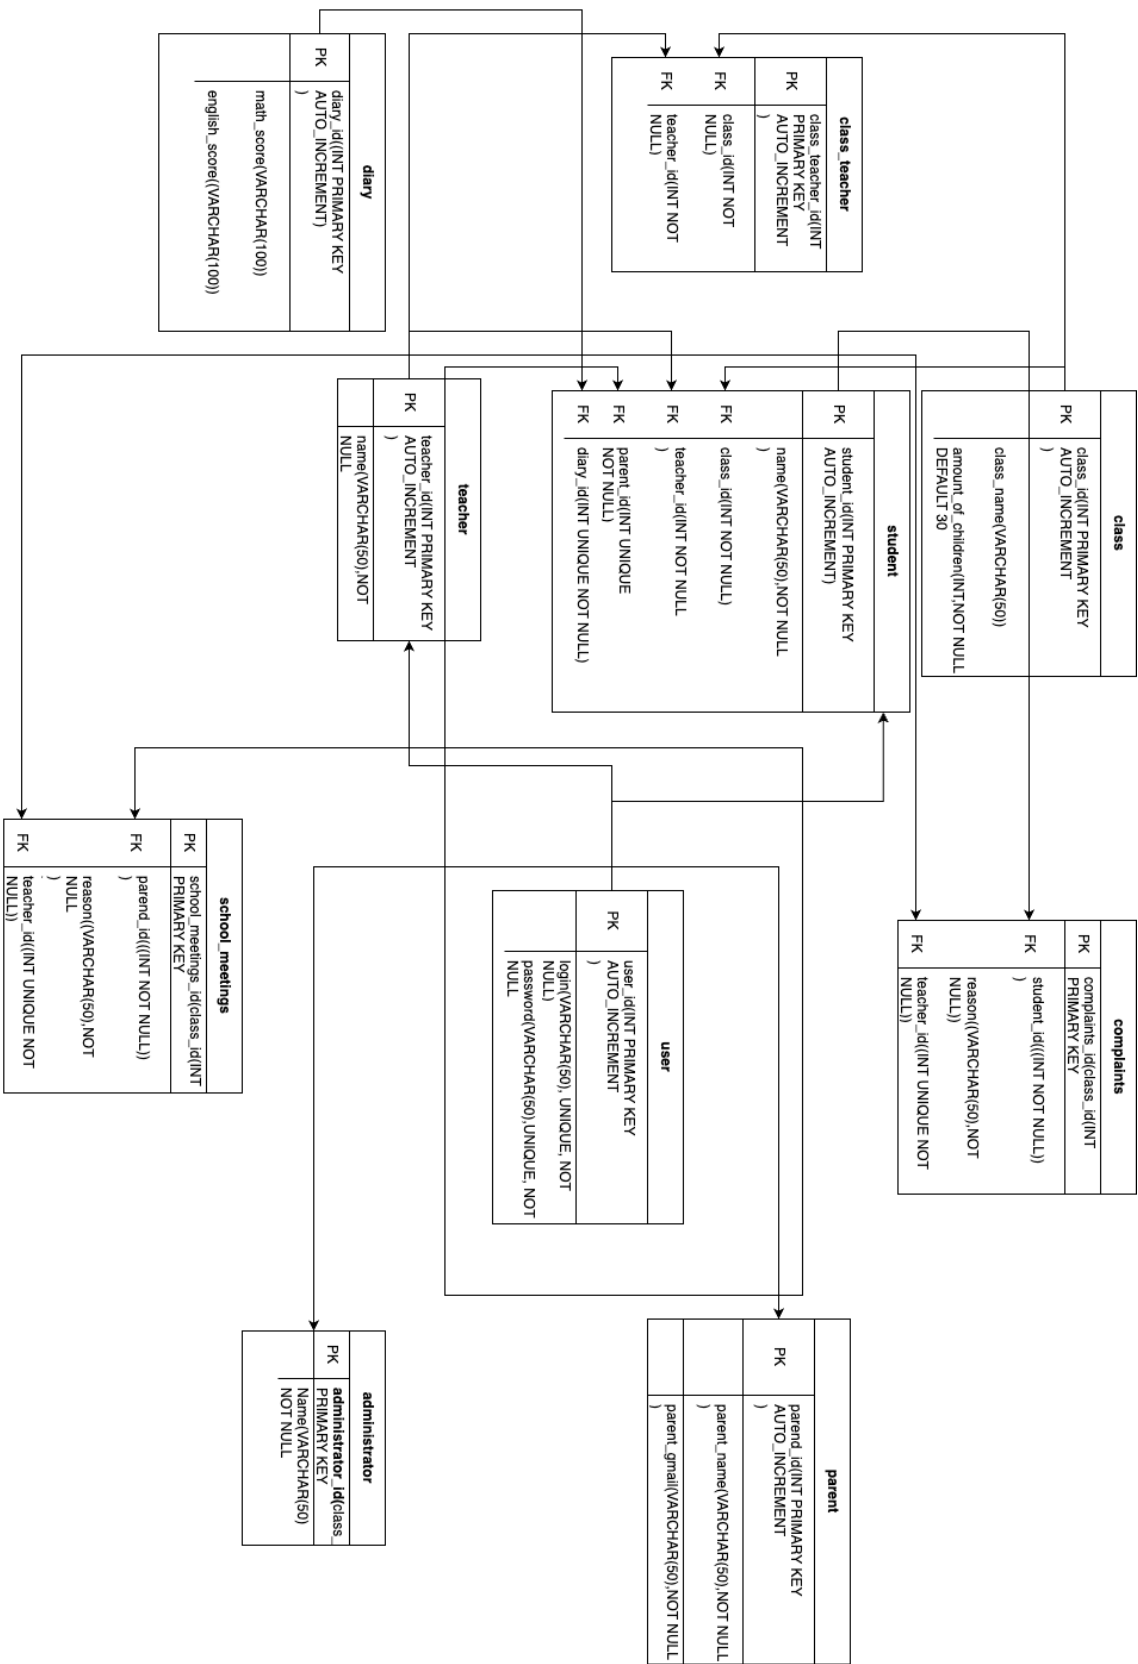 class
PK
class_id(INT PRIMARY KEY
AUTO_INCREMENT
)
class_name(VARCHAR(50))
amount_of_children(INT,NOT NULL
DEFAULT 30
complaints
PK
complaints_id(class_id(INT
PRIMARY KEY
FK
student_id(((INT NOT NULL))
)
reason((VARCHAR(50),NOT
NULL))
FK
teacher_id((INT UNIQUE NOT
NULL))
class_teacher
PK
class_teacher_id(INT
PRIMARY KEY
AUTO_INCREMENT
)
FK
class_id(INT NOT
NULL)
FK
teacher_id(INT NOT
NULL)
student
PK
student_id(INT PRIMARY KEY
AUTO_INCREMENT)
name(VARCHAR(50),NOT NULL
)
FK
class_id(INT NOT NULL)
FK
teacher_id(INT NOT NULL
)
FK
parent_id(INT UNIQUE
NOT NULL)
FK
diary_id(INT UNIQUE NOT NULL)
parent
PK
parend_id(INT PRIMARY KEY
AUTO_INCREMENT
)
parent_name(VARCHAR(50),NOT NULL
)
parent_gmail(VARCHAR(50),NOT NULL
)
user
PK
user_id(INT PRIMARY KEY
AUTO_INCREMENT
)
login(VARCHAR(50), UNIQUE, NOT
NULL)
password(VARCHAR(50),UNIQUE, NOT
NULL
diary
PK
diary_id((INT PRIMARY KEY
AUTO_INCREMENT)
)
math_score(VARCHAR(100))
english_score((VARCHAR(100))
teacher
PK
teacher_id(INT PRIMARY KEY
AUTO_INCREMENT
)
name(VARCHAR(50),NOT
NULL
administrator
PK
administrator_id(class_
PRIMARY KEY
Name(VARCHAR(50)
NOT NULL
school_meetings
PK
school_meetings_id(class_id(INT
PRIMARY KEY
FK
parend_id(((INT NOT NULL))
)
reason((VARCHAR(50),NOT
NULL
)
FK
teacher_id((INT UNIQUE NOT
NULL))